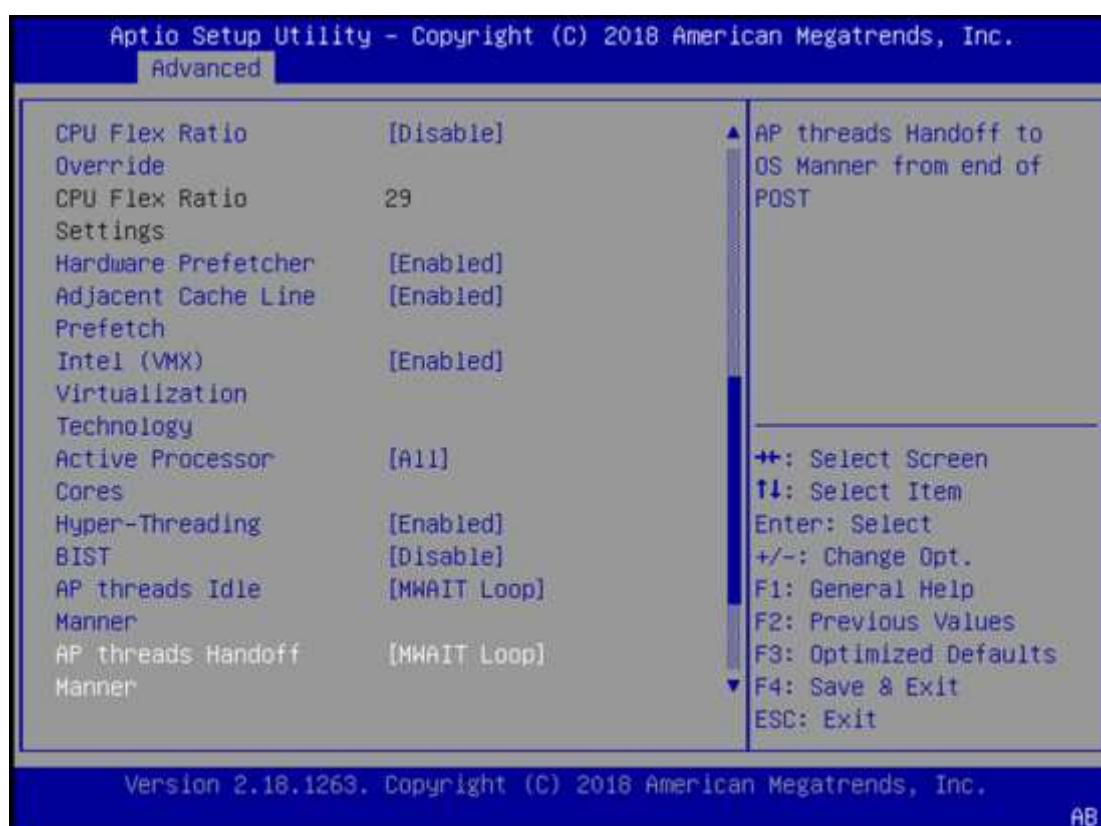 Aptio Setup Utility – Copyright (C) 2018 American Megatrends, Inc.
Advanced
CPU Flex Ratio [Disable]
Override
CPU Flex Ratio 29
Settings
Hardware Prefetcher [Enabled]
Adjacent Cache Line [Enabled]
Prefetch
Intel (VMX) [Enabled]
Virtualization
Technology
Active Processor [All]
Cores
Hyper-Threading [Enabled]
BIST [Disable]
AP threads Idle [MWAIT Loop]
Manner
AP threads Handoff [MWAIT Loop]
Manner
AP threads Handoff to
OS Manner from end of
POST
→←: Select Screen
↑↓: Select Item
Enter: Select
+/-: Change Opt.
F1: General Help
F2: Previous Values
F3: Optimized Defaults
F4: Save & Exit
ESC: Exit
Version 2.18.1263. Copyright (C) 2018 American Megatrends, Inc.
AB